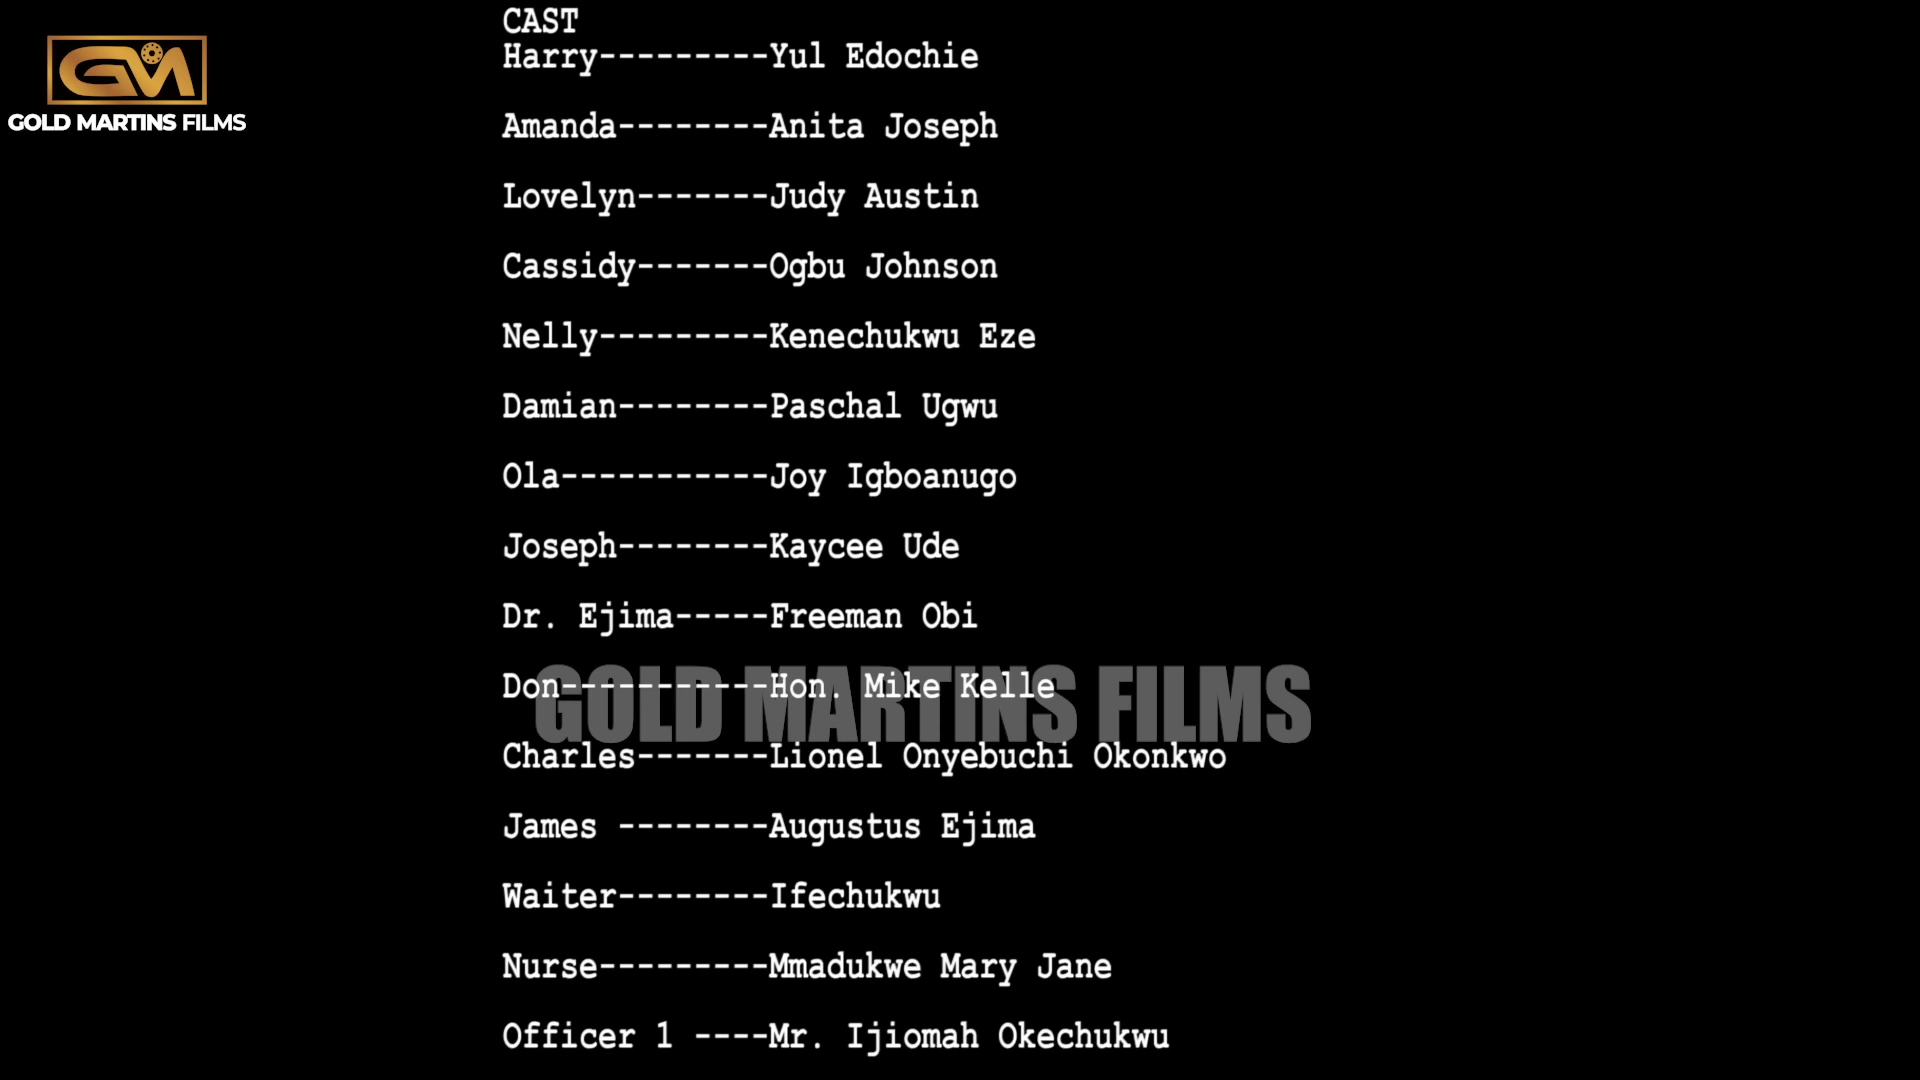 GM
GOLD MARTINS FILMS
CAST
Harry---------Yul Edochie
Amanda--------Anita Joseph
Lovelyn-------Judy Austin
Cassidy-------Ogbu Johnson
Nelly---------Kenechukwu Eze
Damian--------Paschal Ugwu
Ola-----------Joy Igboanugo
Joseph--------Kaycee Ude
Dr. Ejima-----Freeman Obi
Don-----------Hon. Mike Kelle
GOLD MARTINS FILMS
Charles-------Lionel Onyebuchi Okonkwo
James --------Augustus Ejima
Waiter--------Ifechukwu
Nurse---------Mmadukwe Mary Jane
Officer 1 ----Mr. Ijiomah Okechukwu